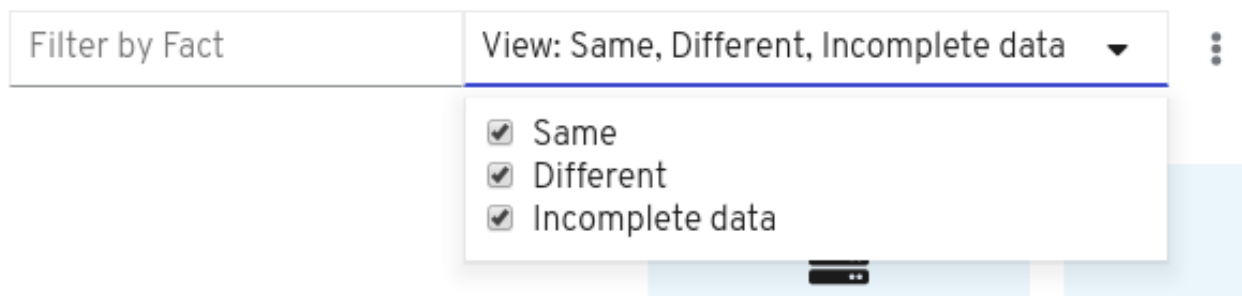 Filter by Fact
View: Same, Different, Incomplete data
Same
Different
Incomplete data